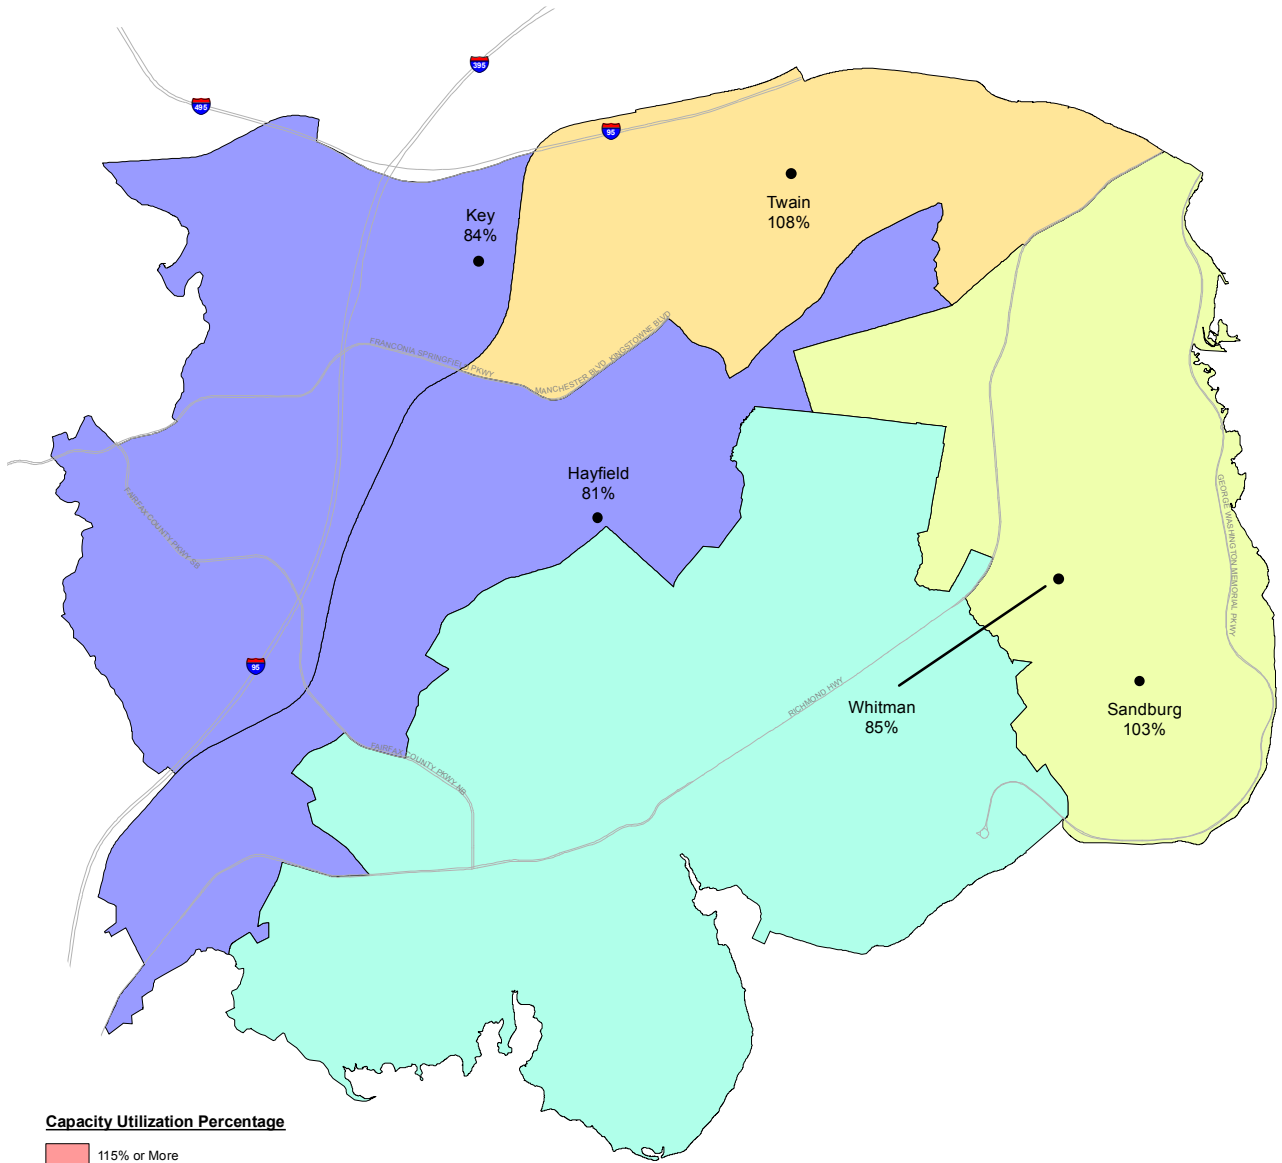 395
495
95
Key
84%
Twain
108%
FRANCONIA SPRINGFIELD PKWY
MANCHESTER BLVD KINGSTOWNE BLVD
Hayfield
81%
FAIRFAX COUNTY PKWY NB
GEORGE WASHINGTON MEMORIAL PKWY
95
RICHMOND HWY
Whitman
85%
Sandburg
103%
FAIRFAX COUNTY PKWY NB
Capacity Utilization Percentage
115% or More